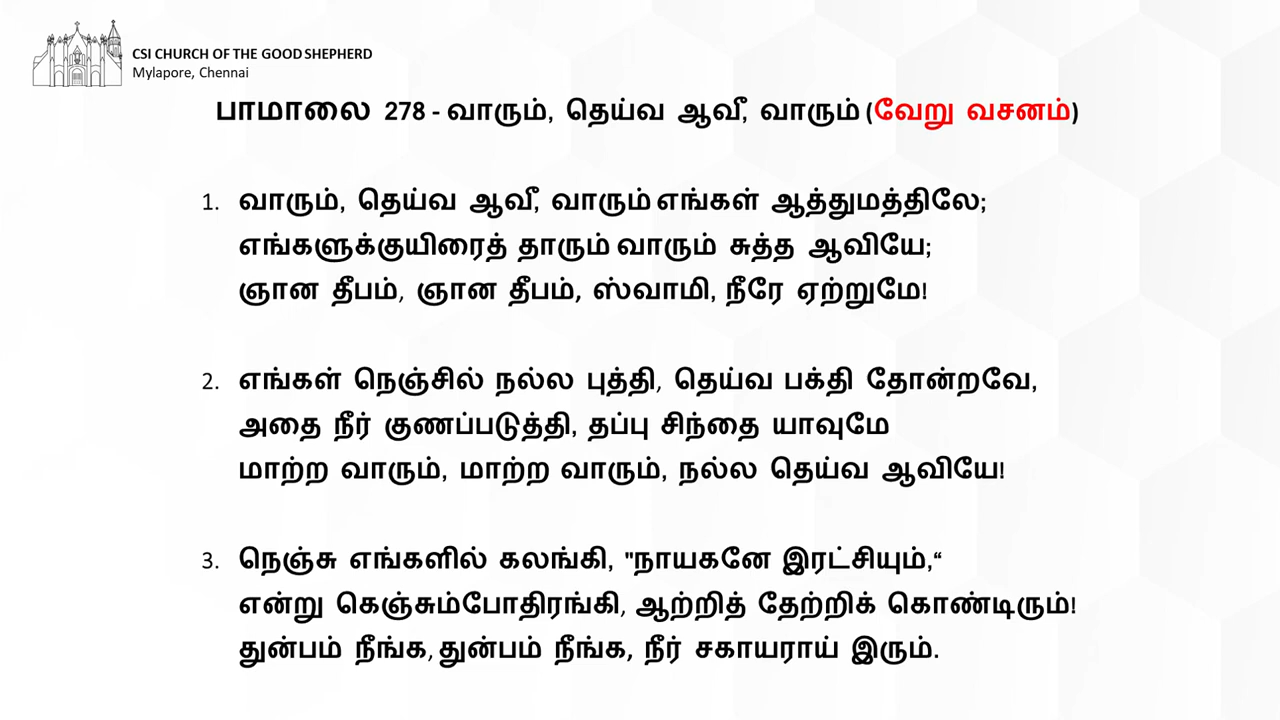 CSI CHURCH OF THE GOOD SHEPHERD
Mylapore, Chennai
பாமாலை 278 - வாரும், தெய்வ ஆவீ, வாரும் (வேறு வசனம்)
1. வாரும், தெய்வ ஆவீ, வாரும் எங்கள் ஆத்துமத்திலே;
எங்களுக்குயிரைத் தாரும் வாரும் சுத்த ஆவியே;
ஞான தீபம், ஞான தீபம், ஸ்வாமி, நீரே ஏற்றுமே!
2. எங்கள் நெஞ்சில் நல்ல புத்தி, தெய்வ பக்தி தோன்றவே,
அதை நீர் குணப்படுத்தி, தப்பு சிந்தை யாவுமே
மாற்ற வாரும், மாற்ற வாரும், நல்ல தெய்வ ஆவியே!
3. நெஞ்சு எங்களில் கலங்கி, "நாயகனே இரட்சியும்,“
என்று கெஞ்சும்போதிரங்கி, ஆற்றித் தேற்றிக் கொண்டிரும்!
துன்பம் நீங்க, துன்பம் நீங்க, நீர் சகாயராய் இரும்.